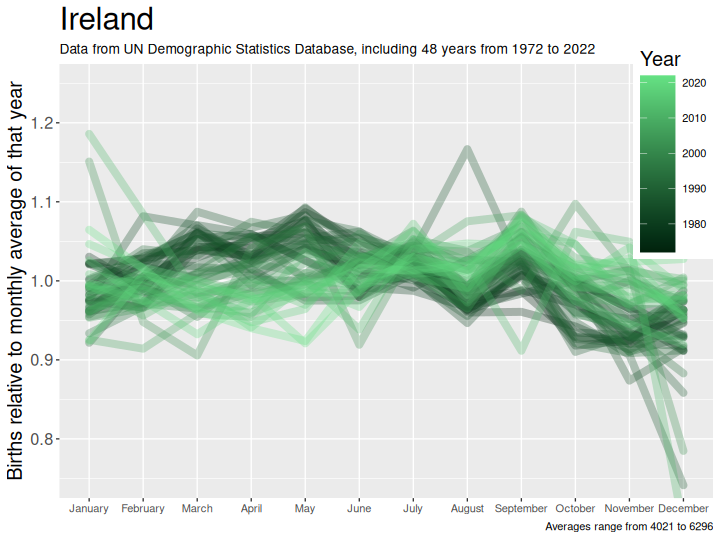 Ireland
Data from UN Demographic Statistics Database, including 48 years from 1972 to 2022
Year
2020
2010
2000
1990
1980
Births relative to monthly average of that year
1.2
1.1
1.0
0.9
0.8
January February March April May June July August September October November December
Averages range from 4021 to 6296